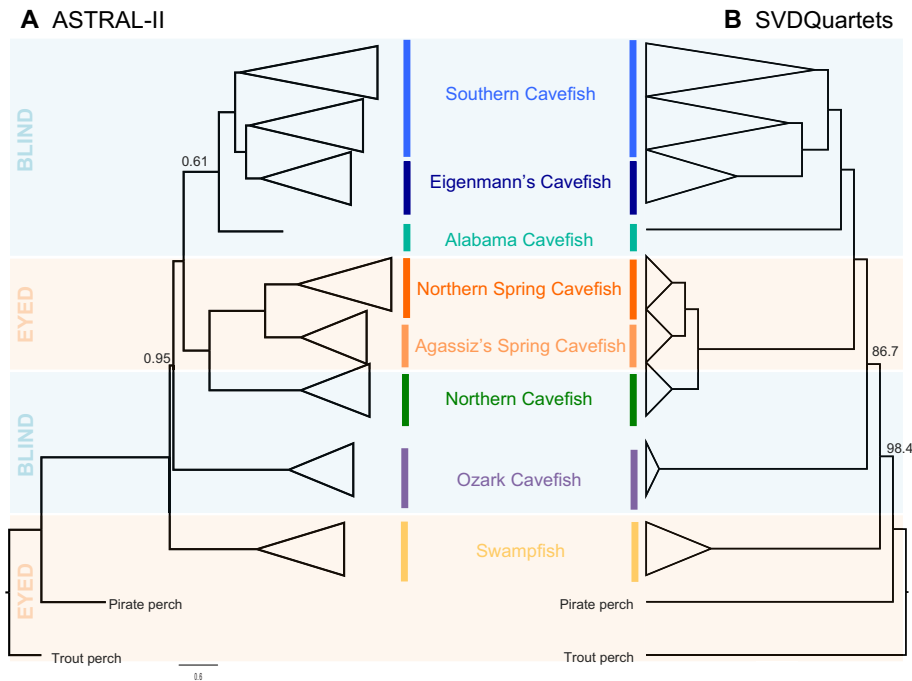 A ASTRAL-II
B SVDQuartets
BLIND
Southern Cavefish
0.61
Eigenmann's Cavefish
Alabama Cavefish
EYED
Northern Spring Cavefish
Agassiz's Spring Cavefish
0.95
86.7
BLIND
Northern Cavefish
98.4
Ozark Cavefish
EYED
Swampfish
Pirate perch
Pirate perch
Trout perch
Trout perch
0.6